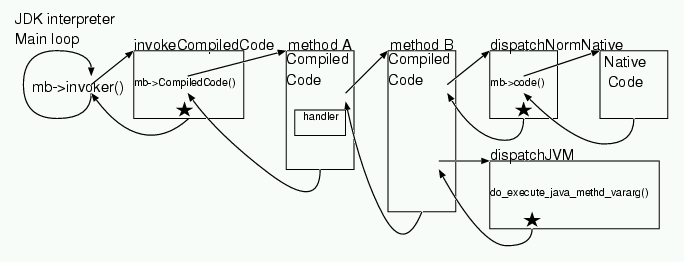 JDK interpreter
Main loop
mb->invoker()
invokeCompiledCode
mb->CompiledCode()
method A
Compiled
Code
handler
method B
Compiled
Code
dispatchNormNative
mb->code()
Native
Code
dispatchJVM
do_execute_java_methd_vararg()